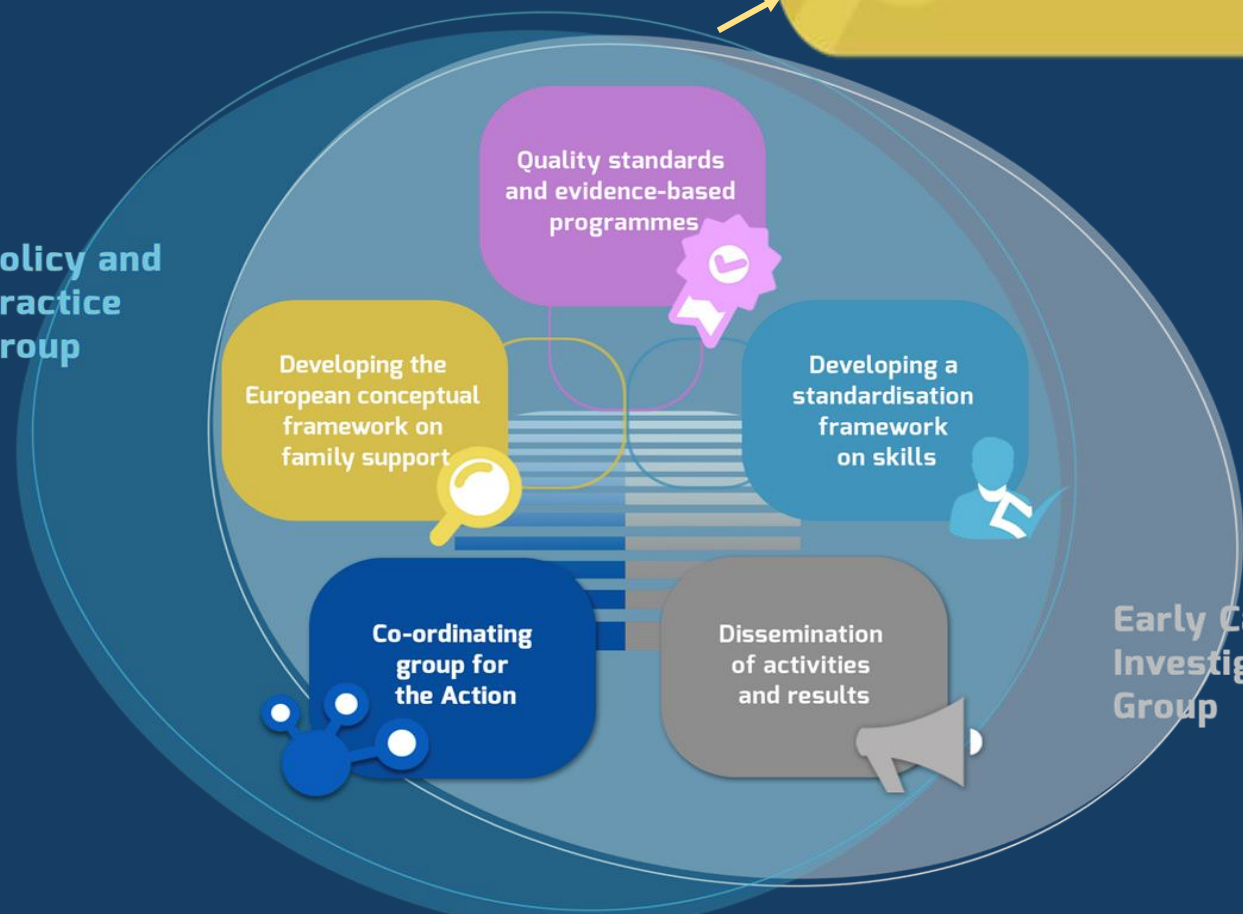 Quality standards
and evidence-based
programmes
olicy and
ractice
roup
Developing the
European conceptual
framework on
family support
Developing a
standardisation
framework
on skills
Co-ordinating
group for
the Action
Dissemination
of activities
and results
Early Ca
Investig
Group